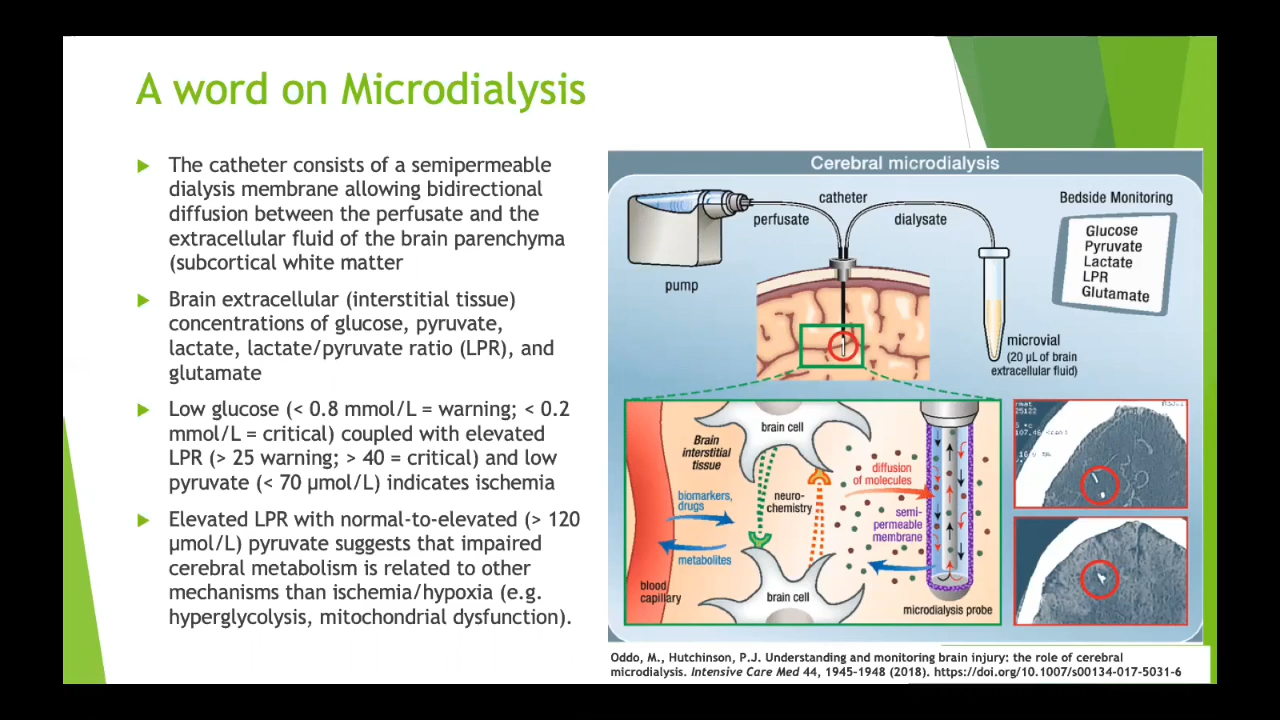 A word on Microdialysis
The catheter consists of a semipermeable
dialysis membrane allowing bidirectional
diffusion between the perfusate and the
extracellular fluid of the brain parenchyma
(subcortical white matter
Brain extracellular (interstitial tissue)
concentrations of glucose, pyruvate,
lactate, lactate/pyruvate ratio (LPR), and
glutamate
Low glucose (< 0.8 mmol/L = warning; < 0.2
mmol/L = critical) coupled with elevated
LPR (> 25 warning; > 40 = critical) and low
pyruvate (< 70 µmol/L) indicates ischemia
Elevated LPR with normal-to-elevated (> 120
µmol/L) pyruvate suggests that impaired
cerebral metabolism is related to other
mechanisms than ischemia/hypoxia (e.g.
hyperglycolysis, mitochondrial dysfunction).
Cerebral microdialysis
catheter
perfusate
dialysate
pump
Bedside Monitoring
Glucose
Pyruvate
Lactate
LPR
Glutamate
microvial
(20 µL of brain
extracellular fluid)
brain cell
Brain
interstitial
tissue
biomarkers,
drugs
metabolites
neuro-
chemistry
diffusion
of molecules
semi-
permeable
membrane
blood
capillary
brain cell
microdialysis probe
25122
Oddo, M., Hutchinson, P.J. Understanding and monitoring brain injury: the role of cerebral
microdialysis. Intensive Care Med 44, 1945–1948 (2018). https://doi.org/10.1007/s00134-017-5031-6